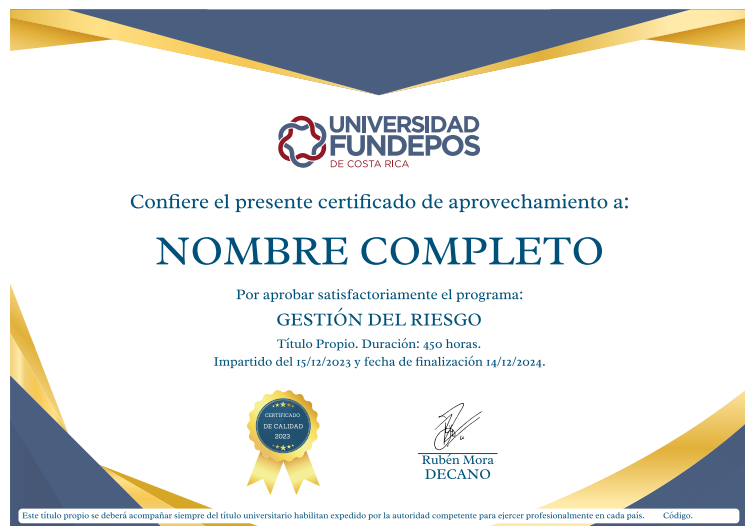 UNIVERSIDAD
FUNDEPOS
DE COSTA RICA
Confiere el presente certificado de aprovechamiento a:
NOMBRE COMPLETO
Por aprobar satisfactoriamente el programa:
GESTIÓN DEL RIESGO
Título Propio. Duración: 450 horas.
Impartido del 15/12/2023 y fecha de finalización 14/12/2024.
CERTIFICADO
DE CALIDAD
2023
Rubén Mora
DECANO
Este título propio se deberá acompañar siempre del título universitario habilitan expedido por la autoridad competente para ejercer profesionalmente en cada país. Código.